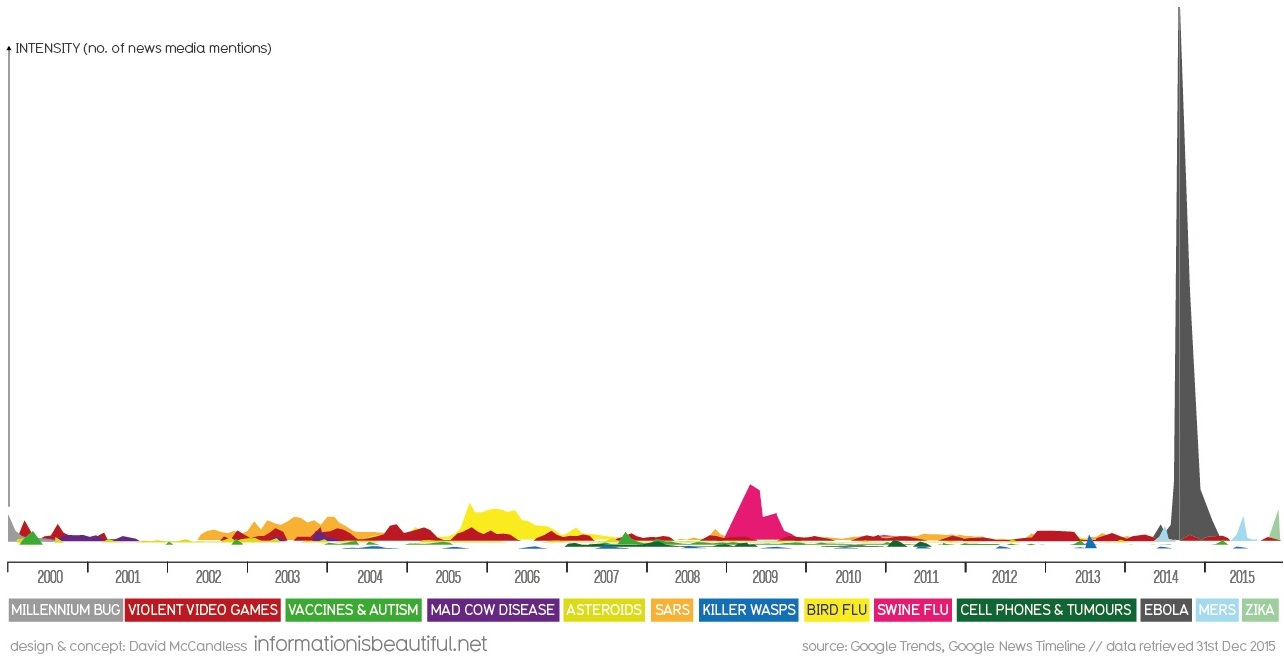 INTENSITY (no. of news media mentions)
2000 2001 2002 2003 2004 2005 2006 2007 2008 2009 2010 2011 2012 2013 2014 2015
MILLENNIUM BUG VIOLENT VIDEO GAMES VACCINES & AUTISM MAD COW DISEASE ASTEROIDS SARS KILLER WASPS BIRD FLU SWINE FLU CELL PHONES & TUMOURS EBOLA MERS ZIKA
design & concept: David McCandless informationisbeautiful.net source: Google Trends, Google News Timeline // data retrieved 31st Dec 2015